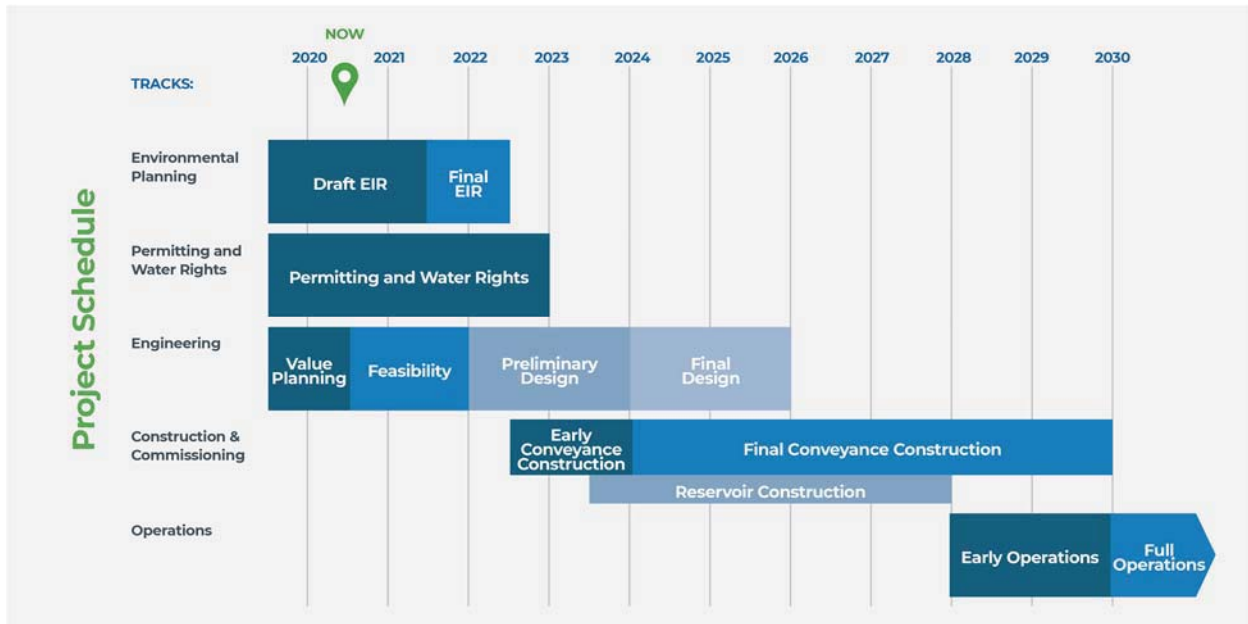 NOW
2020 2021 2022 2023 2024 2025 2026 2027 2028 2029 2030
TRACKS:
Project Schedule
Environmental
Planning
Draft EIR
Final
EIR
Permitting and
Water Rights
Permitting and Water Rights
Engineering
Value
Planning
Feasibility
Preliminary
Design
Final
Design
Construction &
Commissioning
Early
Conveyance
Construction
Final Conveyance Construction
Reservoir Construction
Operations
Early Operations
Full
Operations